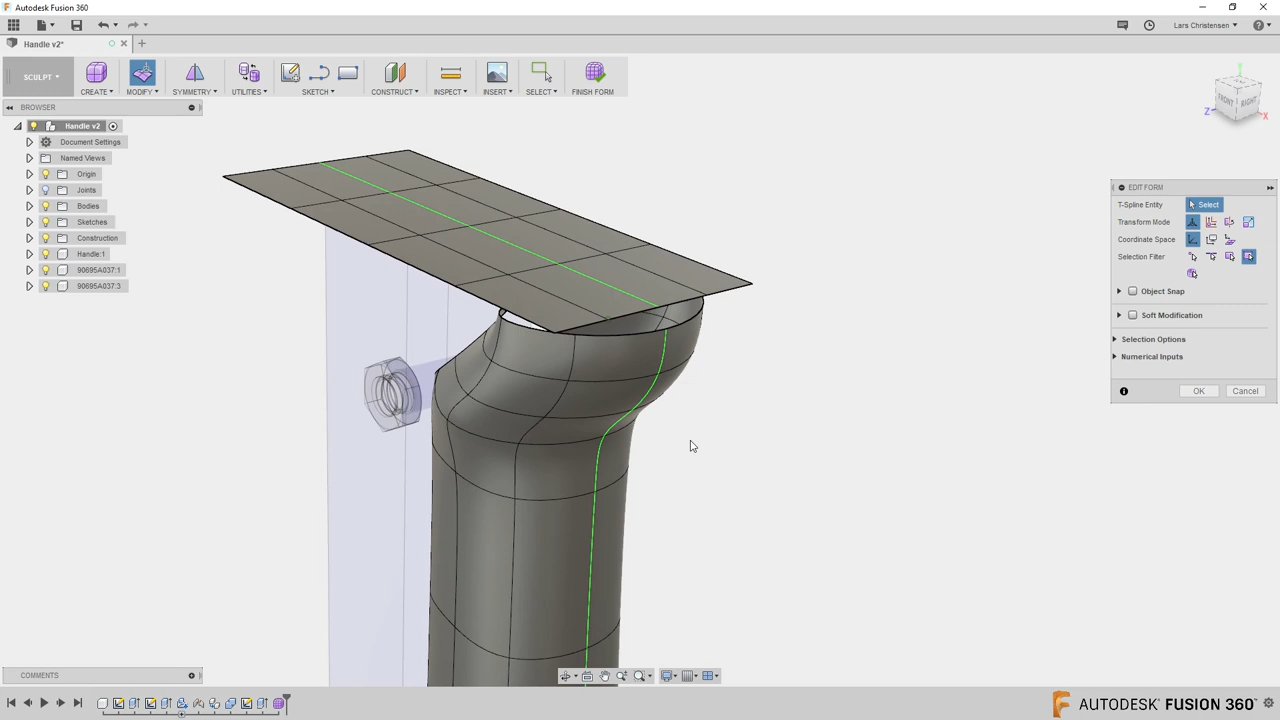 Autodesk Fusion 360
Lars Christensen
Handle v2*
SCULPT
CREATE
MODIFY
SYMMETRY
UTILITIES
SKETCH
CONSTRUCT
INSPECT
INSERT
SELECT
FINISH FORM
FRONT
RIGHT
Z
X
BROWSER
Handle v2
Document Settings
Named Views
Origin
Joints
Bodies
Sketches
Construction
Handle:1
90695A037:1
90695A037:3
EDIT FORM
T-Spline Entity
Select
Transform Mode
Coordinate Space
Selection Filter
Object Snap
Soft Modification
Selection Options
Numerical Inputs
OK
Cancel
COMMENTS
AUTODESK FUSION 360™